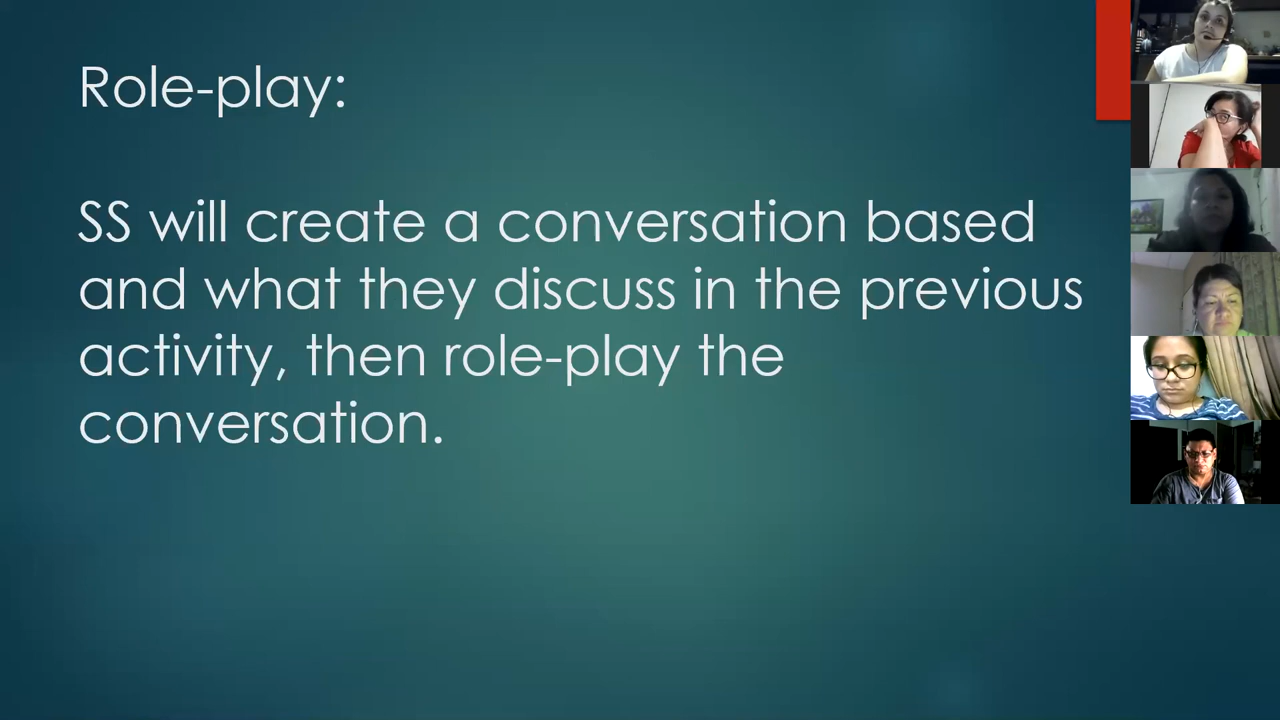 Role-play:
SS will create a conversation based
and what they discuss in the previous
activity, then role-play the
conversation.